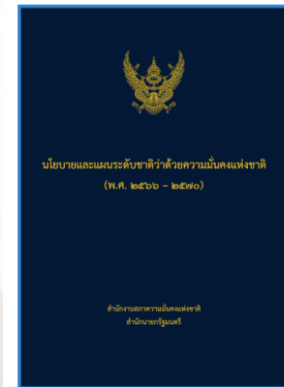 นโยบายและแผนระดับชาติว่าด้วยความมั่นคงแห่งชาติ
(พ.ศ. ๒๕๖๖ – ๒๕๗๐)
สำนักงานสภาความมั่นคงแห่งชาติ
สำนักนายกรัฐมนตรี